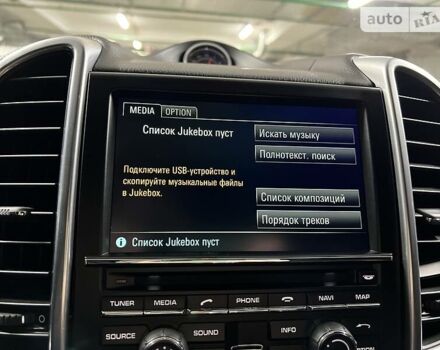 auto RIA
MEDIA OPTION
Список Jukebox пуст
Искать музыку
Полнотекст. поиск
Подключите USB-устройство и
скопируйте музыкальные файлы
в Jukebox.
Список композиций
Порядок треков
Список Jukebox пуст
TUNER MEDIA PHONE NAVI MAP
SOURCE SOUND INFO
OPTION